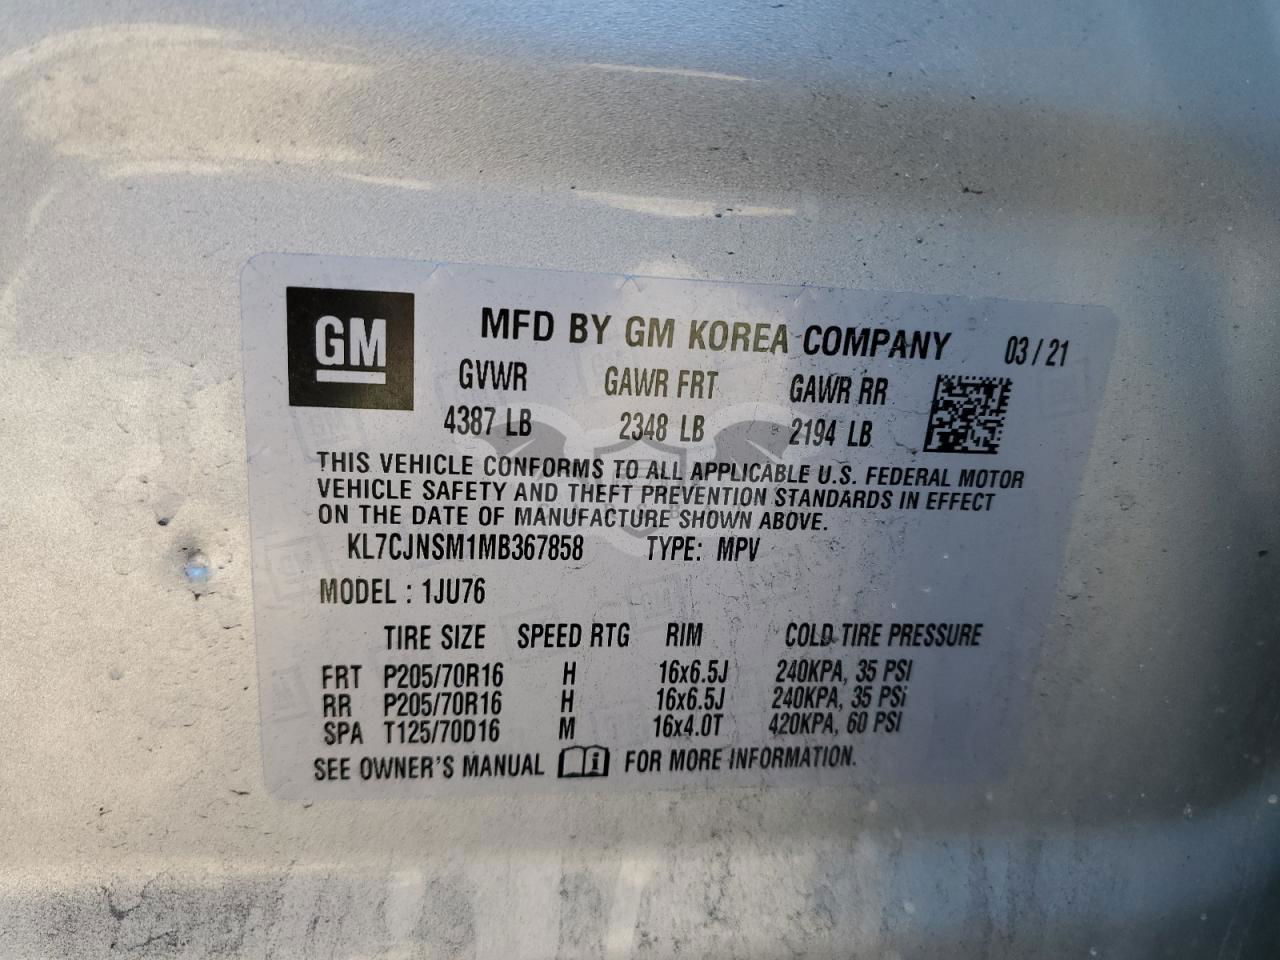 GM
MFD BY GM KOREA COMPANY 03/21
GVWR GAWR FRT GAWR RR
4387 LB 2348 LB 2194 LB
THIS VEHICLE CONFORMS TO ALL APPLICABLE U.S. FEDERAL MOTOR
VEHICLE SAFETY AND THEFT PREVENTION STANDARDS IN EFFECT
ON THE DATE OF MANUFACTURE SHOWN ABOVE.
KL7CJNSM1MB367858 TYPE: MPV
MODEL : 1JU76
TIRE SIZE SPEED RTG RIM COLD TIRE PRESSURE
FRT P205/70R16 H 16x6.5J 240KPA, 35 PSI
RR P205/70R16 H 16x6.5J 240KPA, 35 PSi
SPA T125/70D16 M 16x4.0T 420KPA, 60 PSI
SEE OWNER'S MANUAL i FOR MORE INFORMATION.